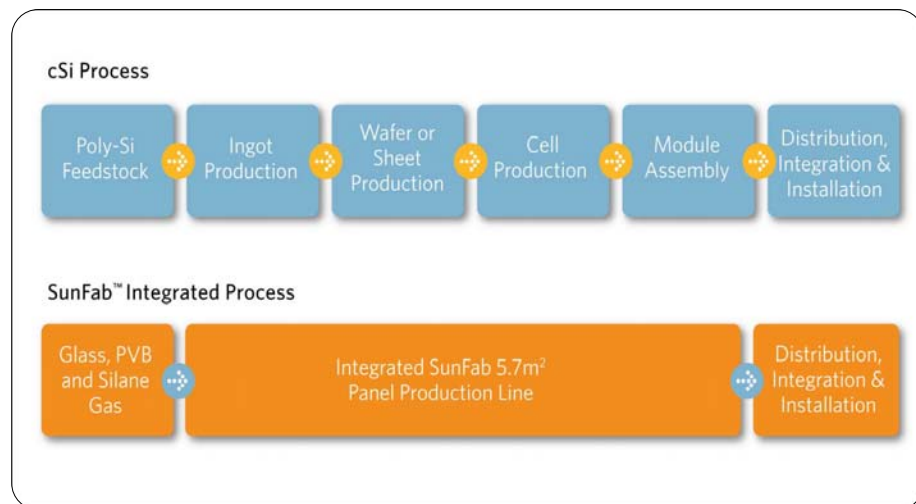 cSi Process
Poly-Si
Feedstock
Ingot
Production
Wafer or
Sheet
Production
Cell
Production
Module
Assembly
Distribution,
Integration &
Installation
SunFab™ Integrated Process
Glass, PVB
and Silane
Gas
Integrated SunFab 5.7m²
Panel Production Line
Distribution,
Integration &
Installation